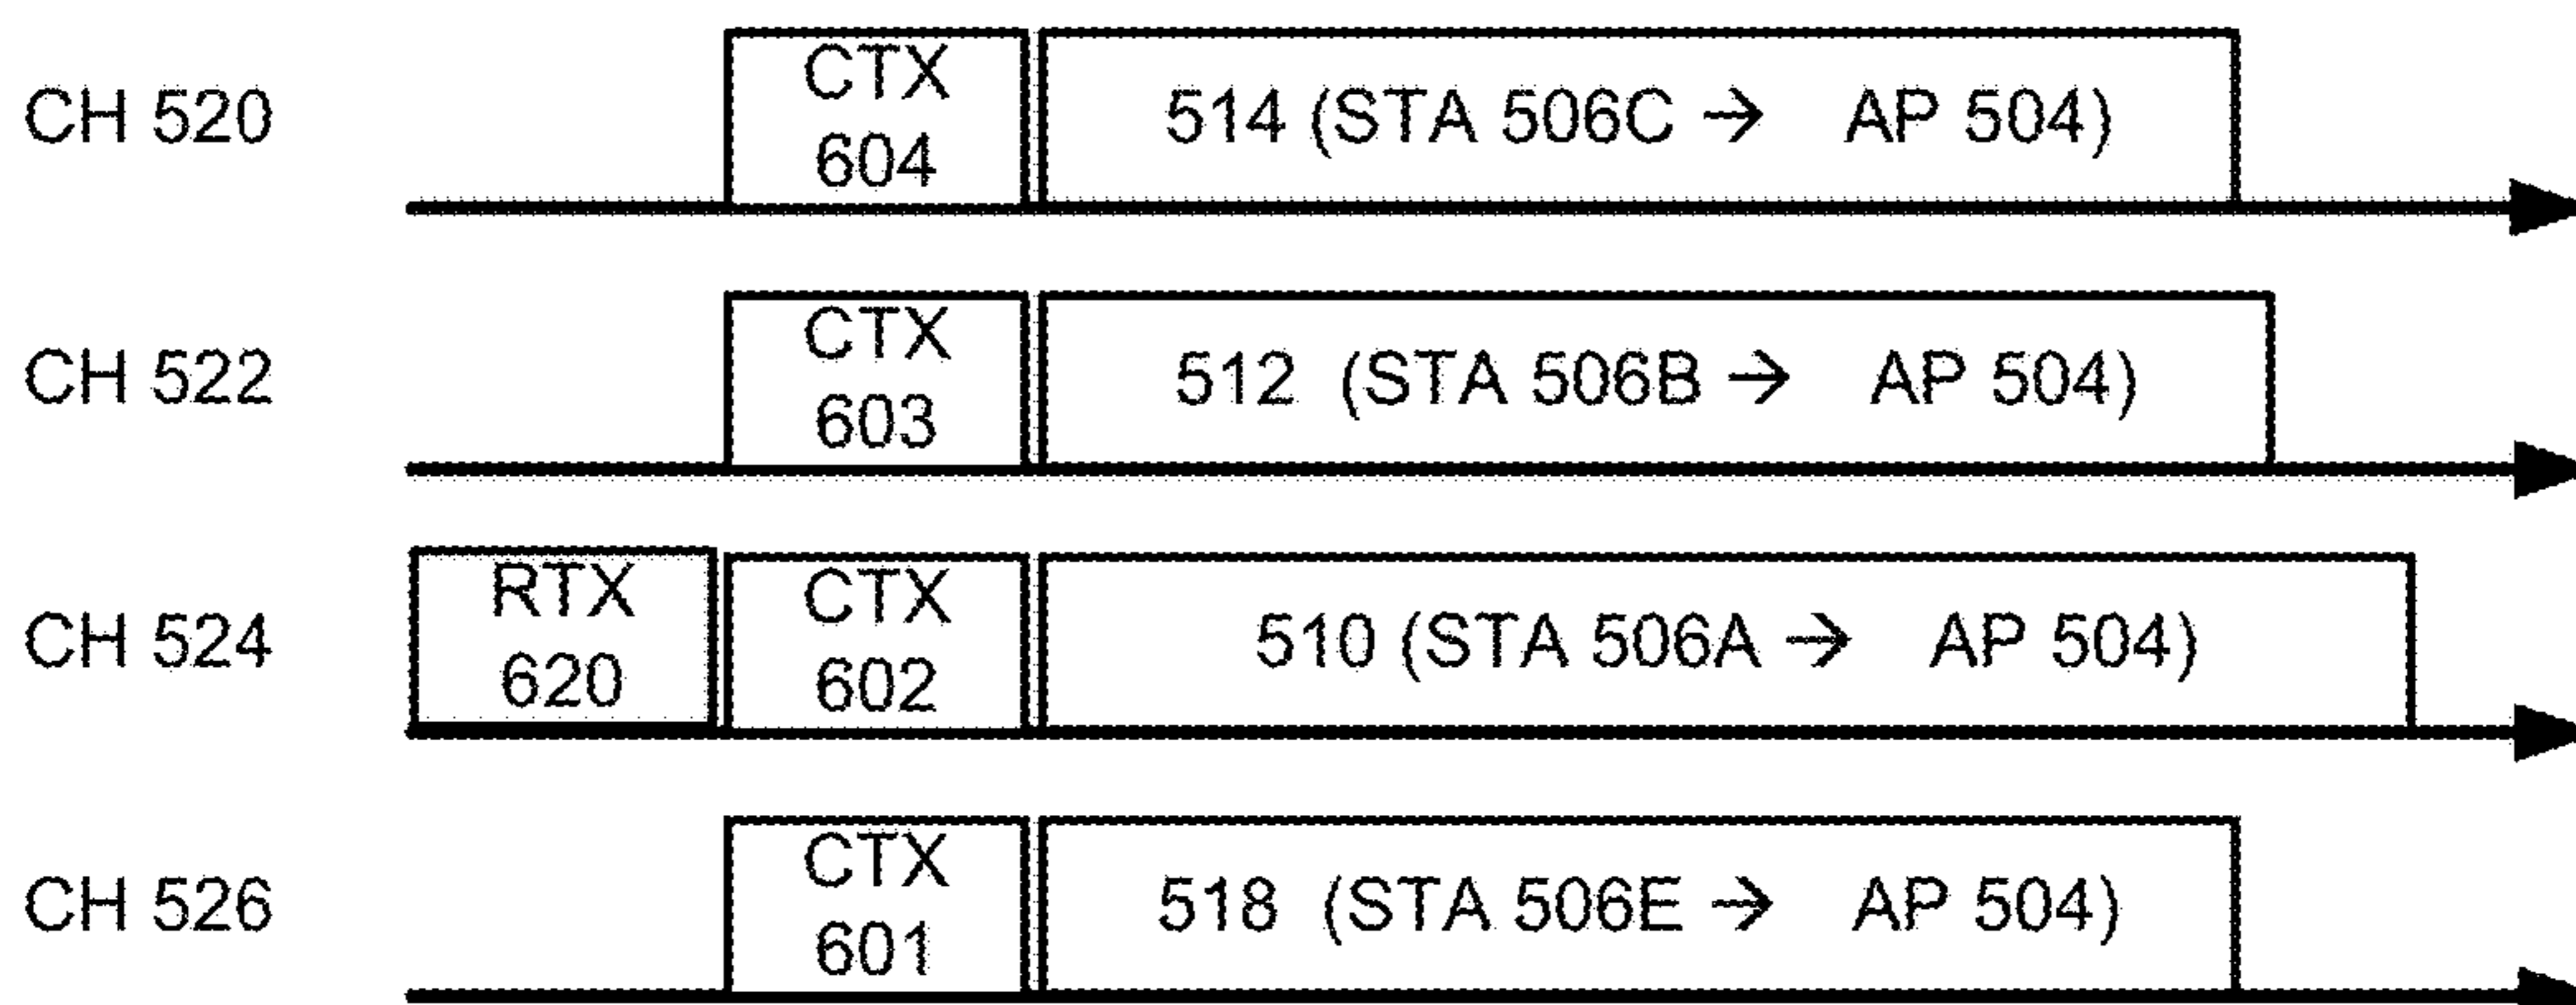 CH 520
CTX
604
514 (STA 506C → AP 504)
CH 522
CTX
603
512 (STA 506B → AP 504)
CH 524
RTX
620
CTX
602
510 (STA 506A → AP 504)
CH 526
CTX
601
518 (STA 506E → AP 504)